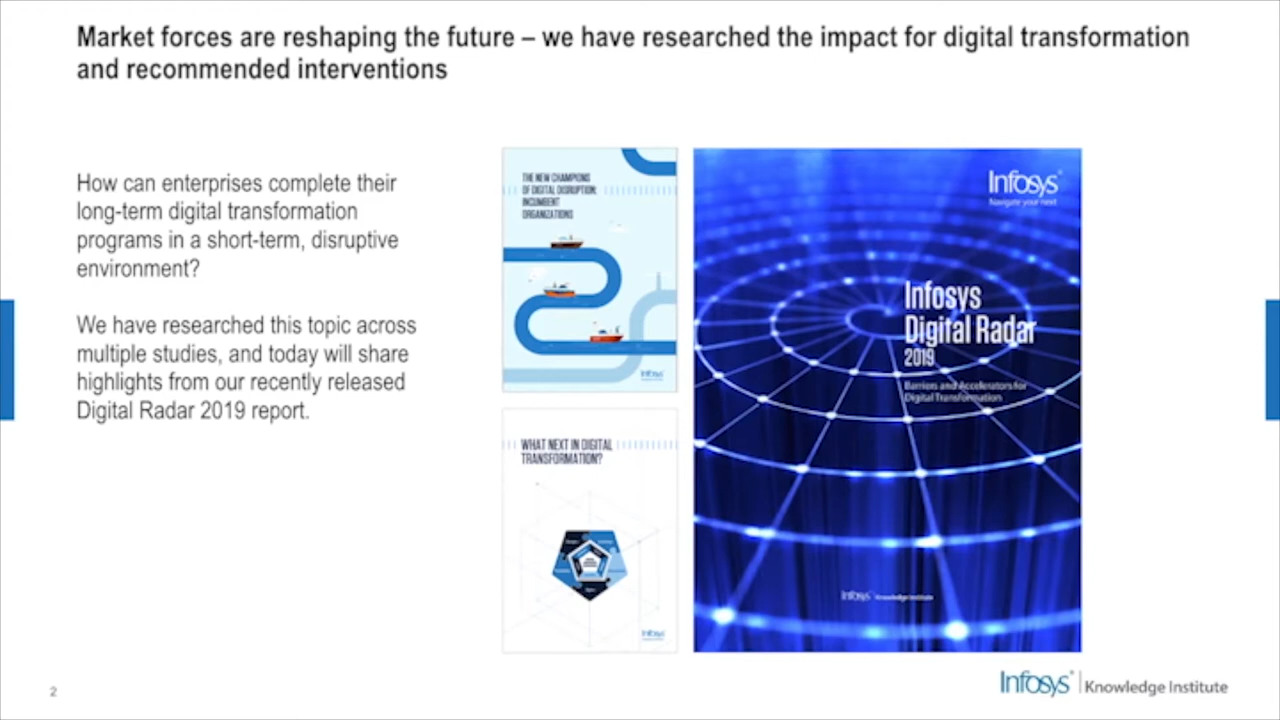 Market forces are reshaping the future – we have researched the impact for digital transformation
and recommended interventions
How can enterprises complete their
long-term digital transformation
programs in a short-term, disruptive
environment?
We have researched this topic across
multiple studies, and today will share
highlights from our recently released
Digital Radar 2019 report.
THE NEW CHAMPIONS
OF DIGITAL DISRUPTION:
INCUMBENT
ORGANIZATIONS
Infosys
WHAT NEXT IN DIGITAL
TRANSFORMATION?
Infosys
Infosys
Navigate your next
Infosys
Digital Radar
2019
Barriers and Accelerators for
Digital Transformation
Infosys Knowledge Institute
2
Infosys | Knowledge Institute